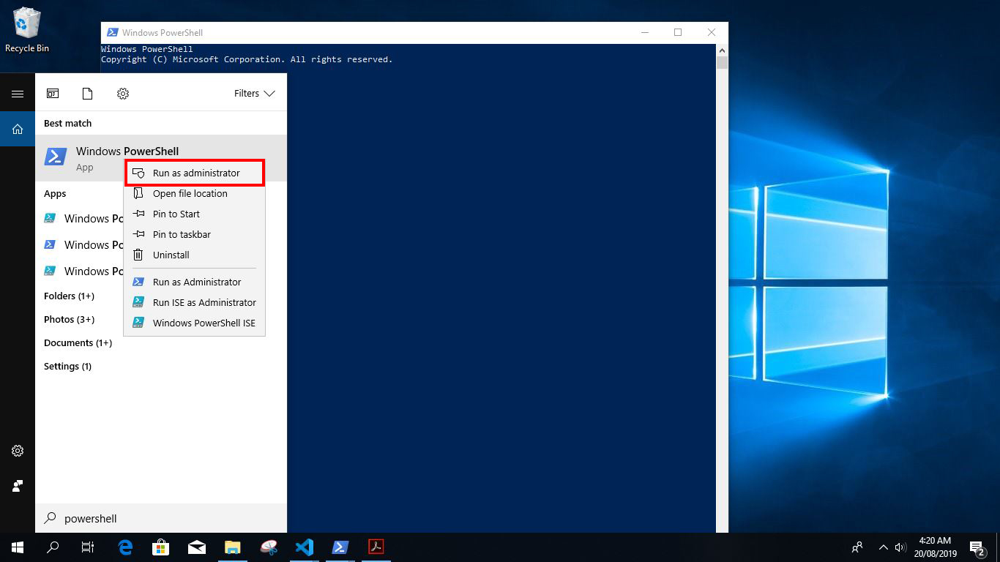 Recycle Bin
Windows PowerShell
Windows PowerShell
Copyright (C) Microsoft Corporation. All rights reserved.
Filters
Best match
Windows PowerShell
App
Run as administrator
Open file location
Pin to Start
Pin to taskbar
Uninstall
Run as Administrator
Run ISE as Administrator
Windows PowerShell ISE
Apps
Windows Po
Windows Po
Windows Po
Folders (1+)
Photos (3+)
Documents (1+)
Settings (1)
powershell
4:20 AM
20/08/2019
2